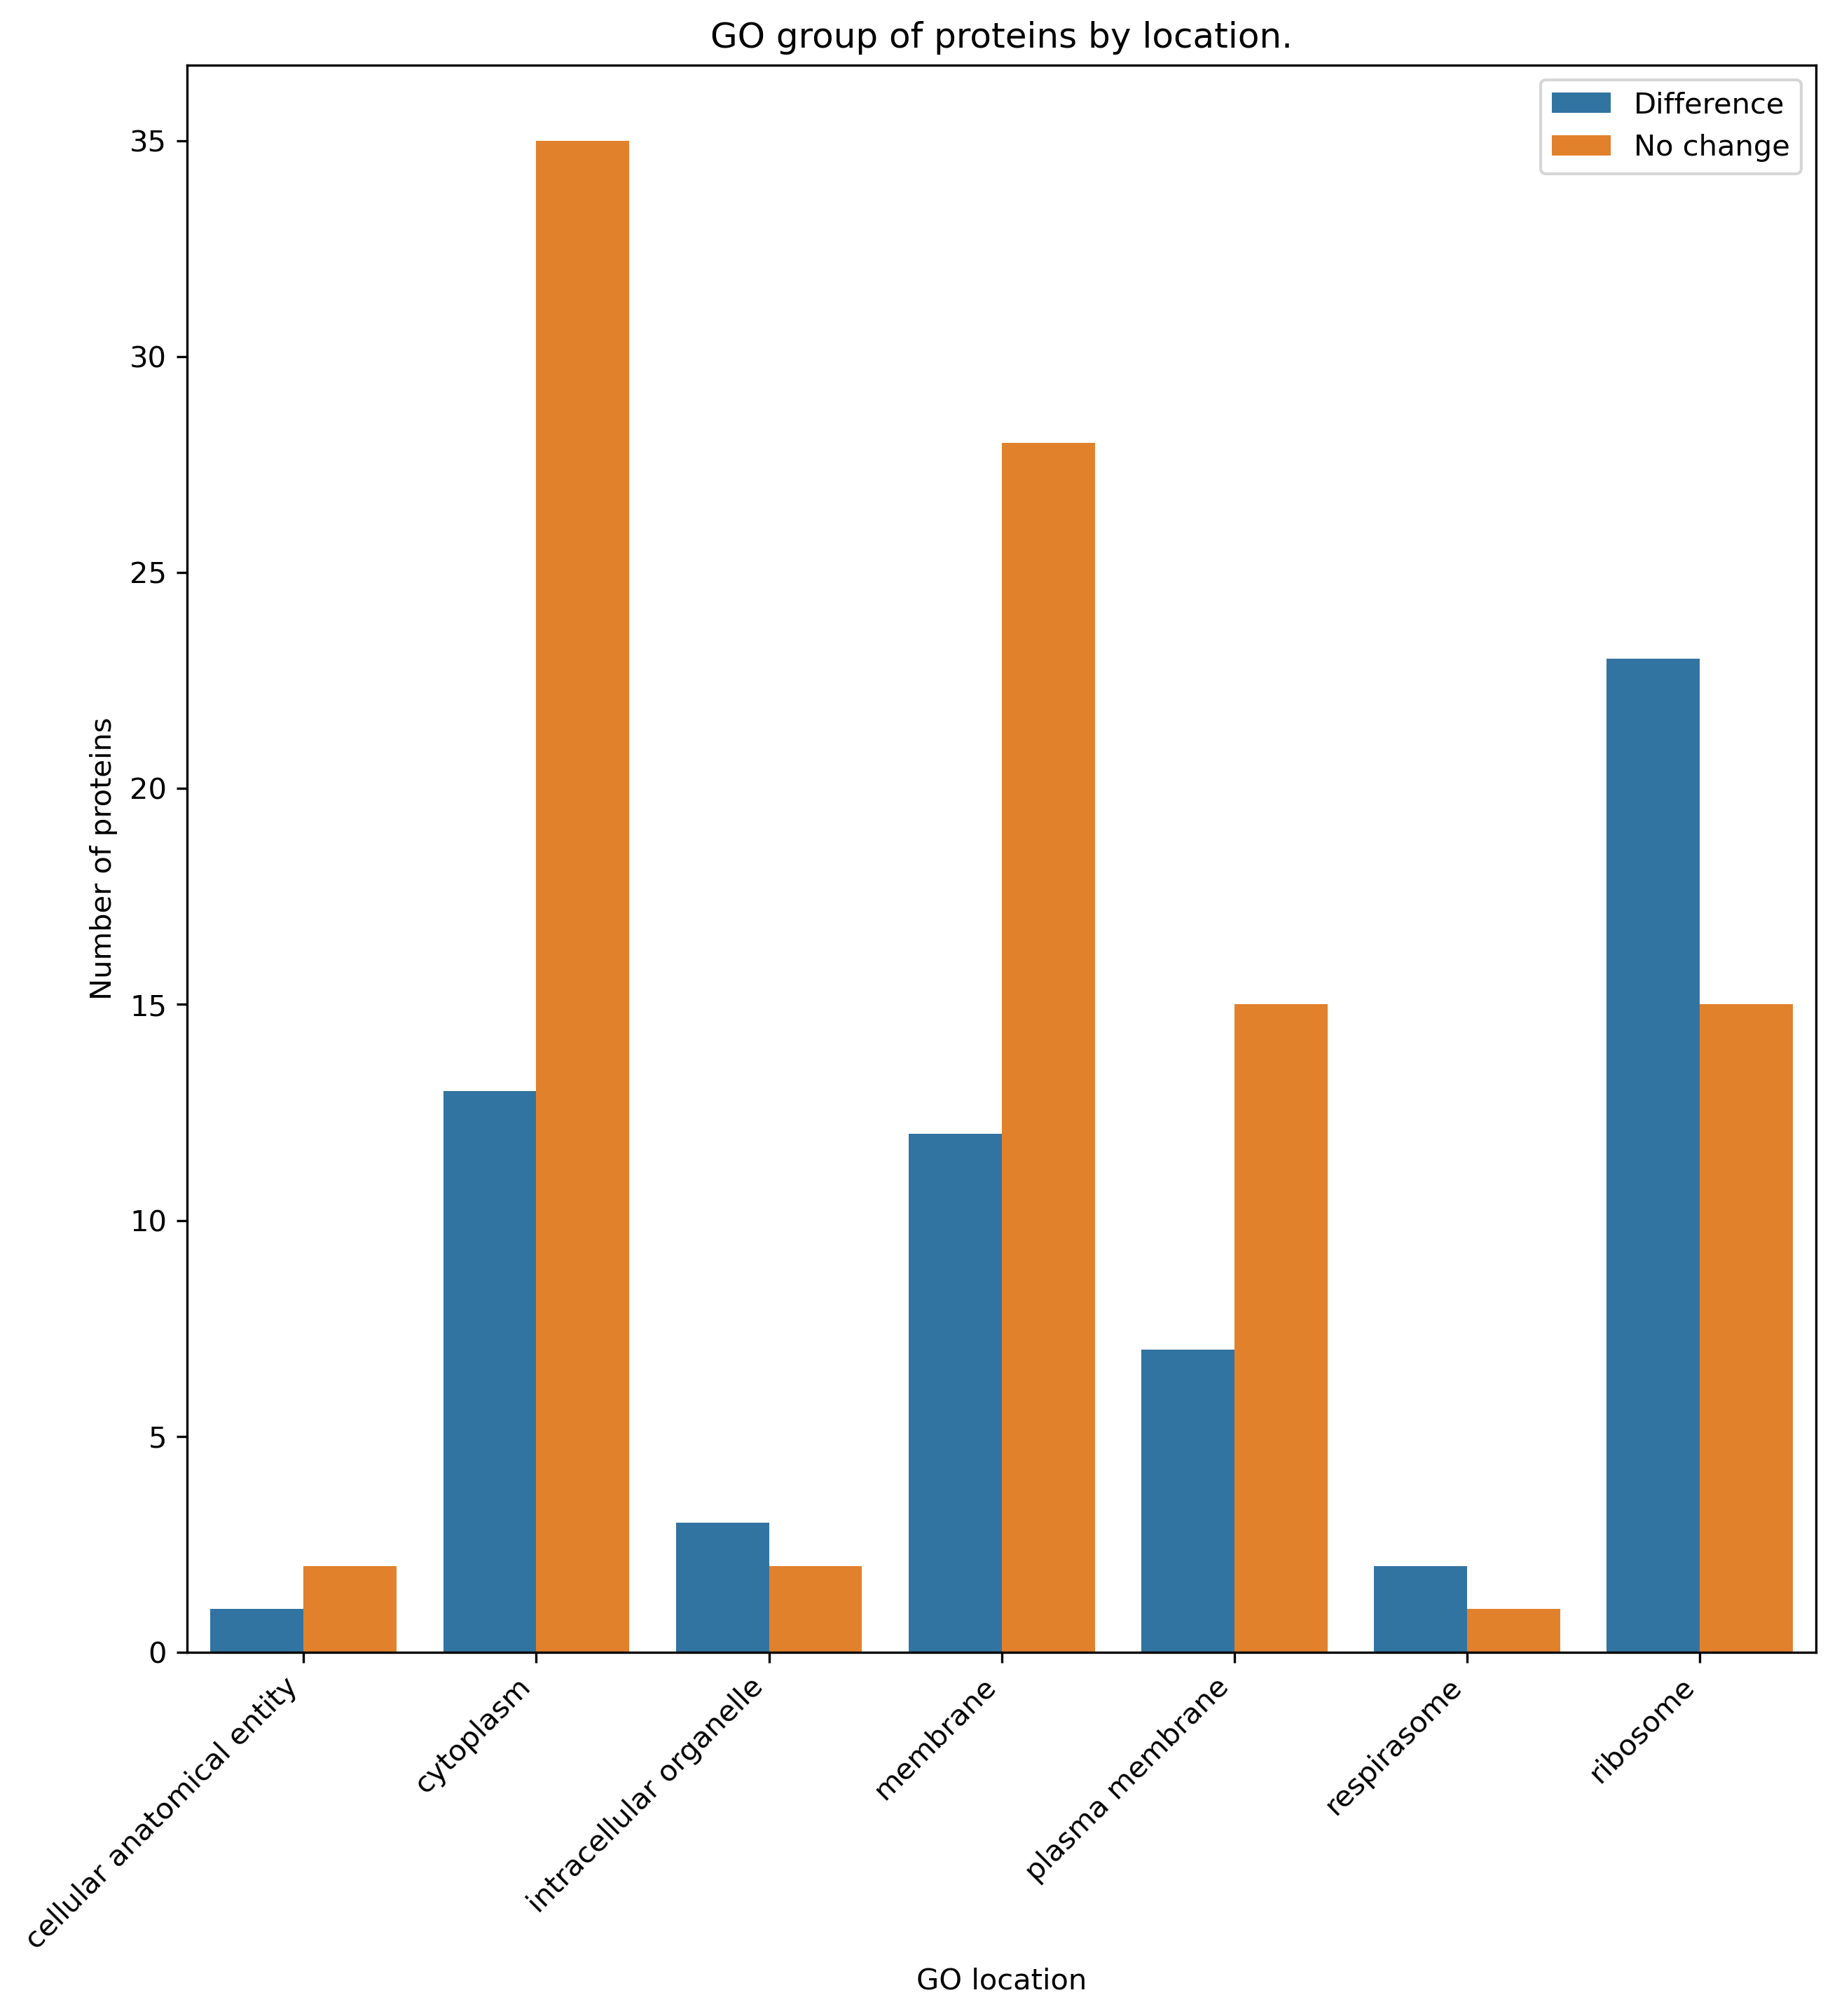 GO group of proteins by location.
Difference
No change
Number of proteins
35
30
25
20
15
10
5
0
cellular anatomical entity
cytoplasm
intracellular organelle
membrane
plasma membrane
respirasome
ribosome
GO location